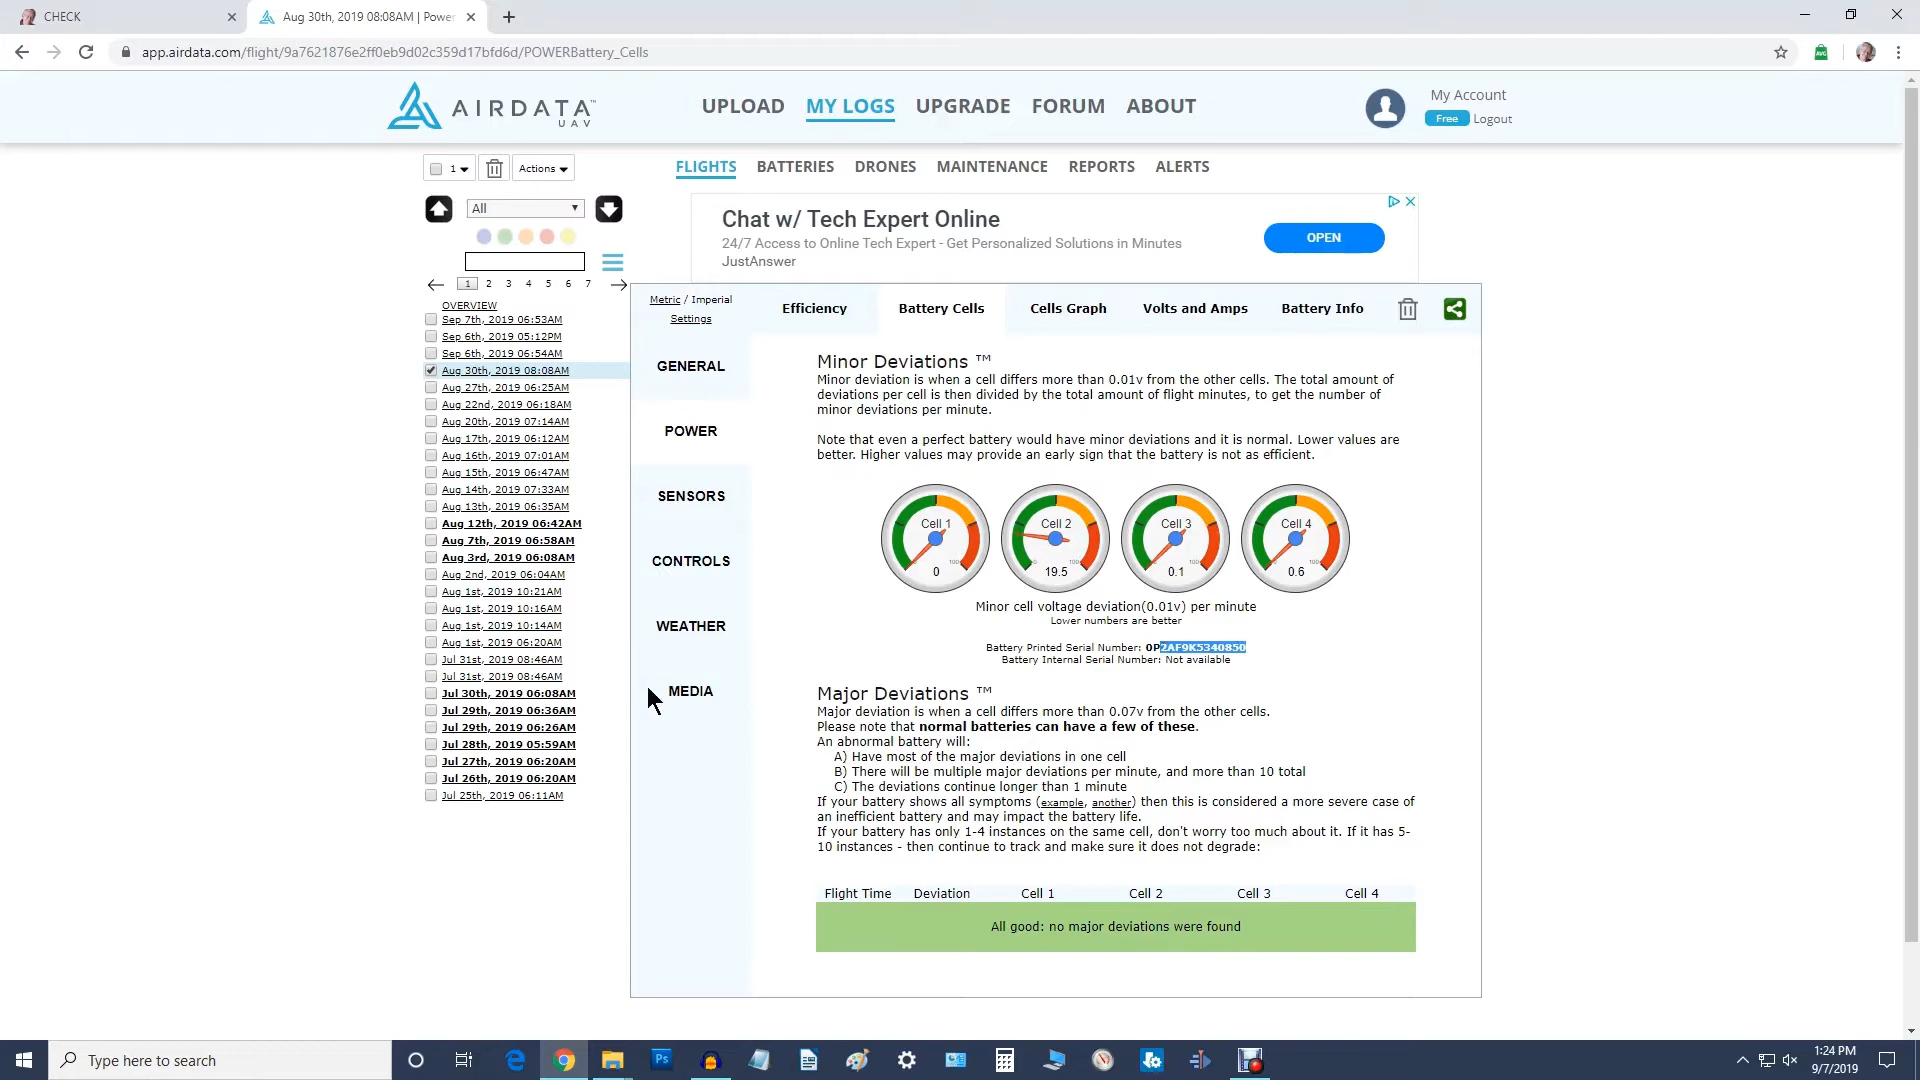 CHECK
Aug 30th, 2019 08:08AM | Power
app.airdata.com/flight/9a7621876e2ff0eb9d02c359d17bfd6d/POWERBattery_Cells
AIRDATA™
UAV
UPLOAD MY LOGS UPGRADE FORUM ABOUT
My Account
Free Logout
1 Actions
FLIGHTS BATTERIES DRONES MAINTENANCE REPORTS ALERTS
All
Chat w/ Tech Expert Online
24/7 Access to Online Tech Expert - Get Personalized Solutions in Minutes
JustAnswer
OPEN
1 2 3 4 5 6 7
OVERVIEW
Sep 7th, 2019 06:53AM
Sep 6th, 2019 05:12PM
Sep 6th, 2019 06:54AM
Aug 30th, 2019 08:08AM
Aug 27th, 2019 06:25AM
Aug 22nd, 2019 06:18AM
Aug 20th, 2019 07:14AM
Aug 17th, 2019 06:12AM
Aug 16th, 2019 07:01AM
Aug 15th, 2019 06:47AM
Aug 14th, 2019 07:33AM
Aug 13th, 2019 06:35AM
Aug 12th, 2019 06:42AM
Aug 7th, 2019 06:58AM
Aug 3rd, 2019 06:08AM
Aug 2nd, 2019 06:04AM
Aug 1st, 2019 10:21AM
Aug 1st, 2019 10:16AM
Aug 1st, 2019 10:14AM
Aug 1st, 2019 06:20AM
Jul 31st, 2019 08:46AM
Jul 31st, 2019 08:46AM
Jul 30th, 2019 06:08AM
Jul 29th, 2019 06:36AM
Jul 29th, 2019 06:26AM
Jul 28th, 2019 05:59AM
Jul 27th, 2019 06:20AM
Jul 26th, 2019 06:20AM
Jul 25th, 2019 06:11AM
Metric / Imperial
Settings
Efficiency Battery Cells Cells Graph Volts and Amps Battery Info
GENERAL
POWER
SENSORS
CONTROLS
WEATHER
MEDIA
Minor Deviations ™
Minor deviation is when a cell differs more than 0.01v from the other cells. The total amount of
deviations per cell is then divided by the total amount of flight minutes, to get the number of
minor deviations per minute.
Note that even a perfect battery would have minor deviations and it is normal. Lower values are
better. Higher values may provide an early sign that the battery is not as efficient.
Cell 1 Cell 2 Cell 3 Cell 4
0 19.5 0.1 0.6
Minor cell voltage deviation(0.01v) per minute
Lower numbers are better
Battery Printed Serial Number: 0P2AF9K5340850
Battery Internal Serial Number: Not available
Major Deviations ™
Major deviation is when a cell differs more than 0.07v from the other cells.
Please note that normal batteries can have a few of these.
An abnormal battery will:
A) Have most of the major deviations in one cell
B) There will be multiple major deviations per minute, and more than 10 total
C) The deviations continue longer than 1 minute
If your battery shows all symptoms (example, another) then this is considered a more severe case of
an inefficient battery and may impact the battery life.
If your battery has only 1-4 instances on the same cell, don't worry too much about it. If it has 5-
10 instances - then continue to track and make sure it does not degrade:
Flight Time Deviation Cell 1 Cell 2 Cell 3 Cell 4
All good: no major deviations were found
Type here to search
Ps
1:24 PM
9/7/2019